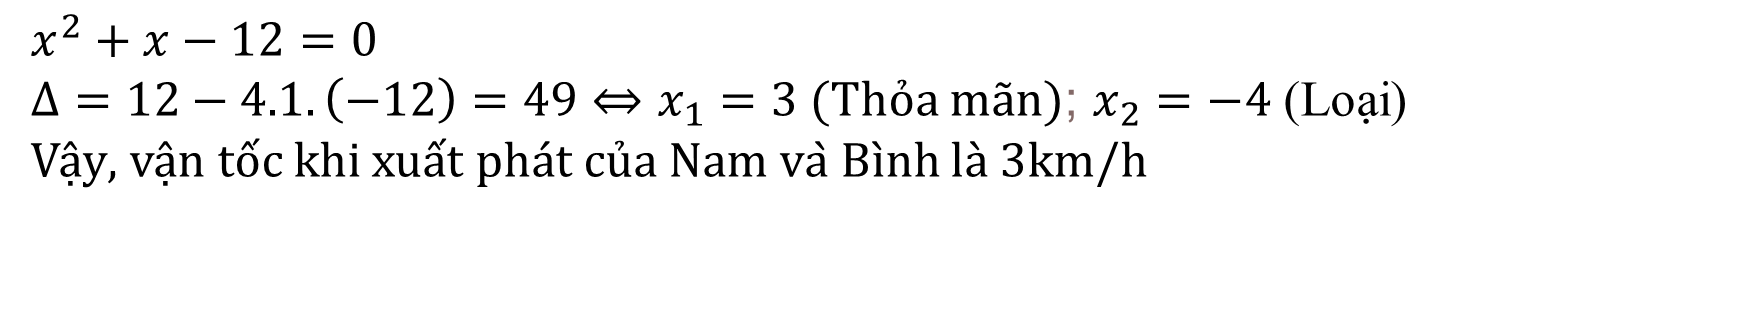 x² + x − 12 = 0
Δ = 12 − 4.1.(−12) = 49 ⇔ x₁ = 3 (Thỏa mãn); x₂ = −4 (Loại)
Vậy, vận tốc khi xuất phát của Nam và Bình là 3km/h